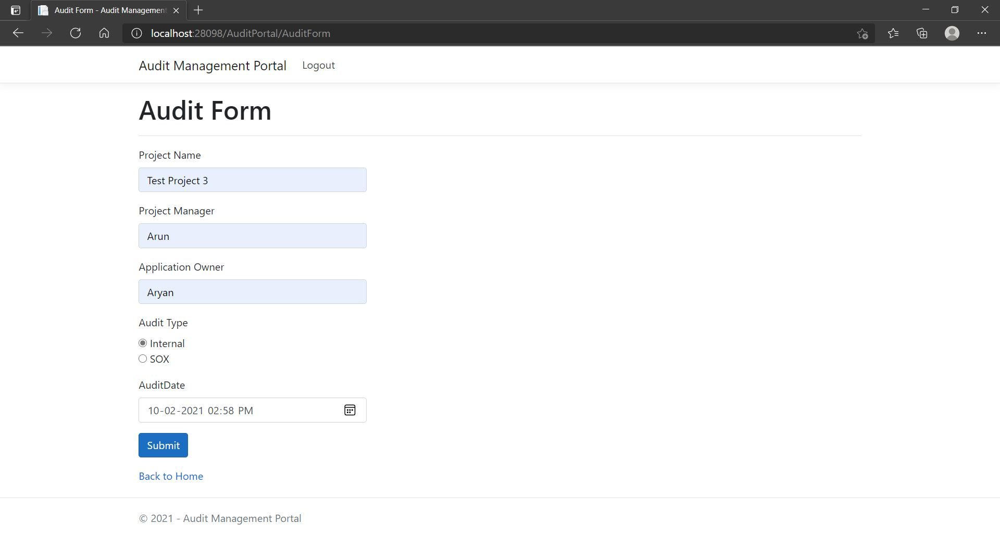 Audit Form - Audit Management
localhost:28098/AuditPortal/AuditForm
Audit Management Portal Logout
Audit Form
Project Name
Test Project 3
Project Manager
Arun
Application Owner
Aryan
Audit Type
Internal
SOX
AuditDate
10-02-2021 02:58 PM
Submit
Back to Home
© 2021 - Audit Management Portal